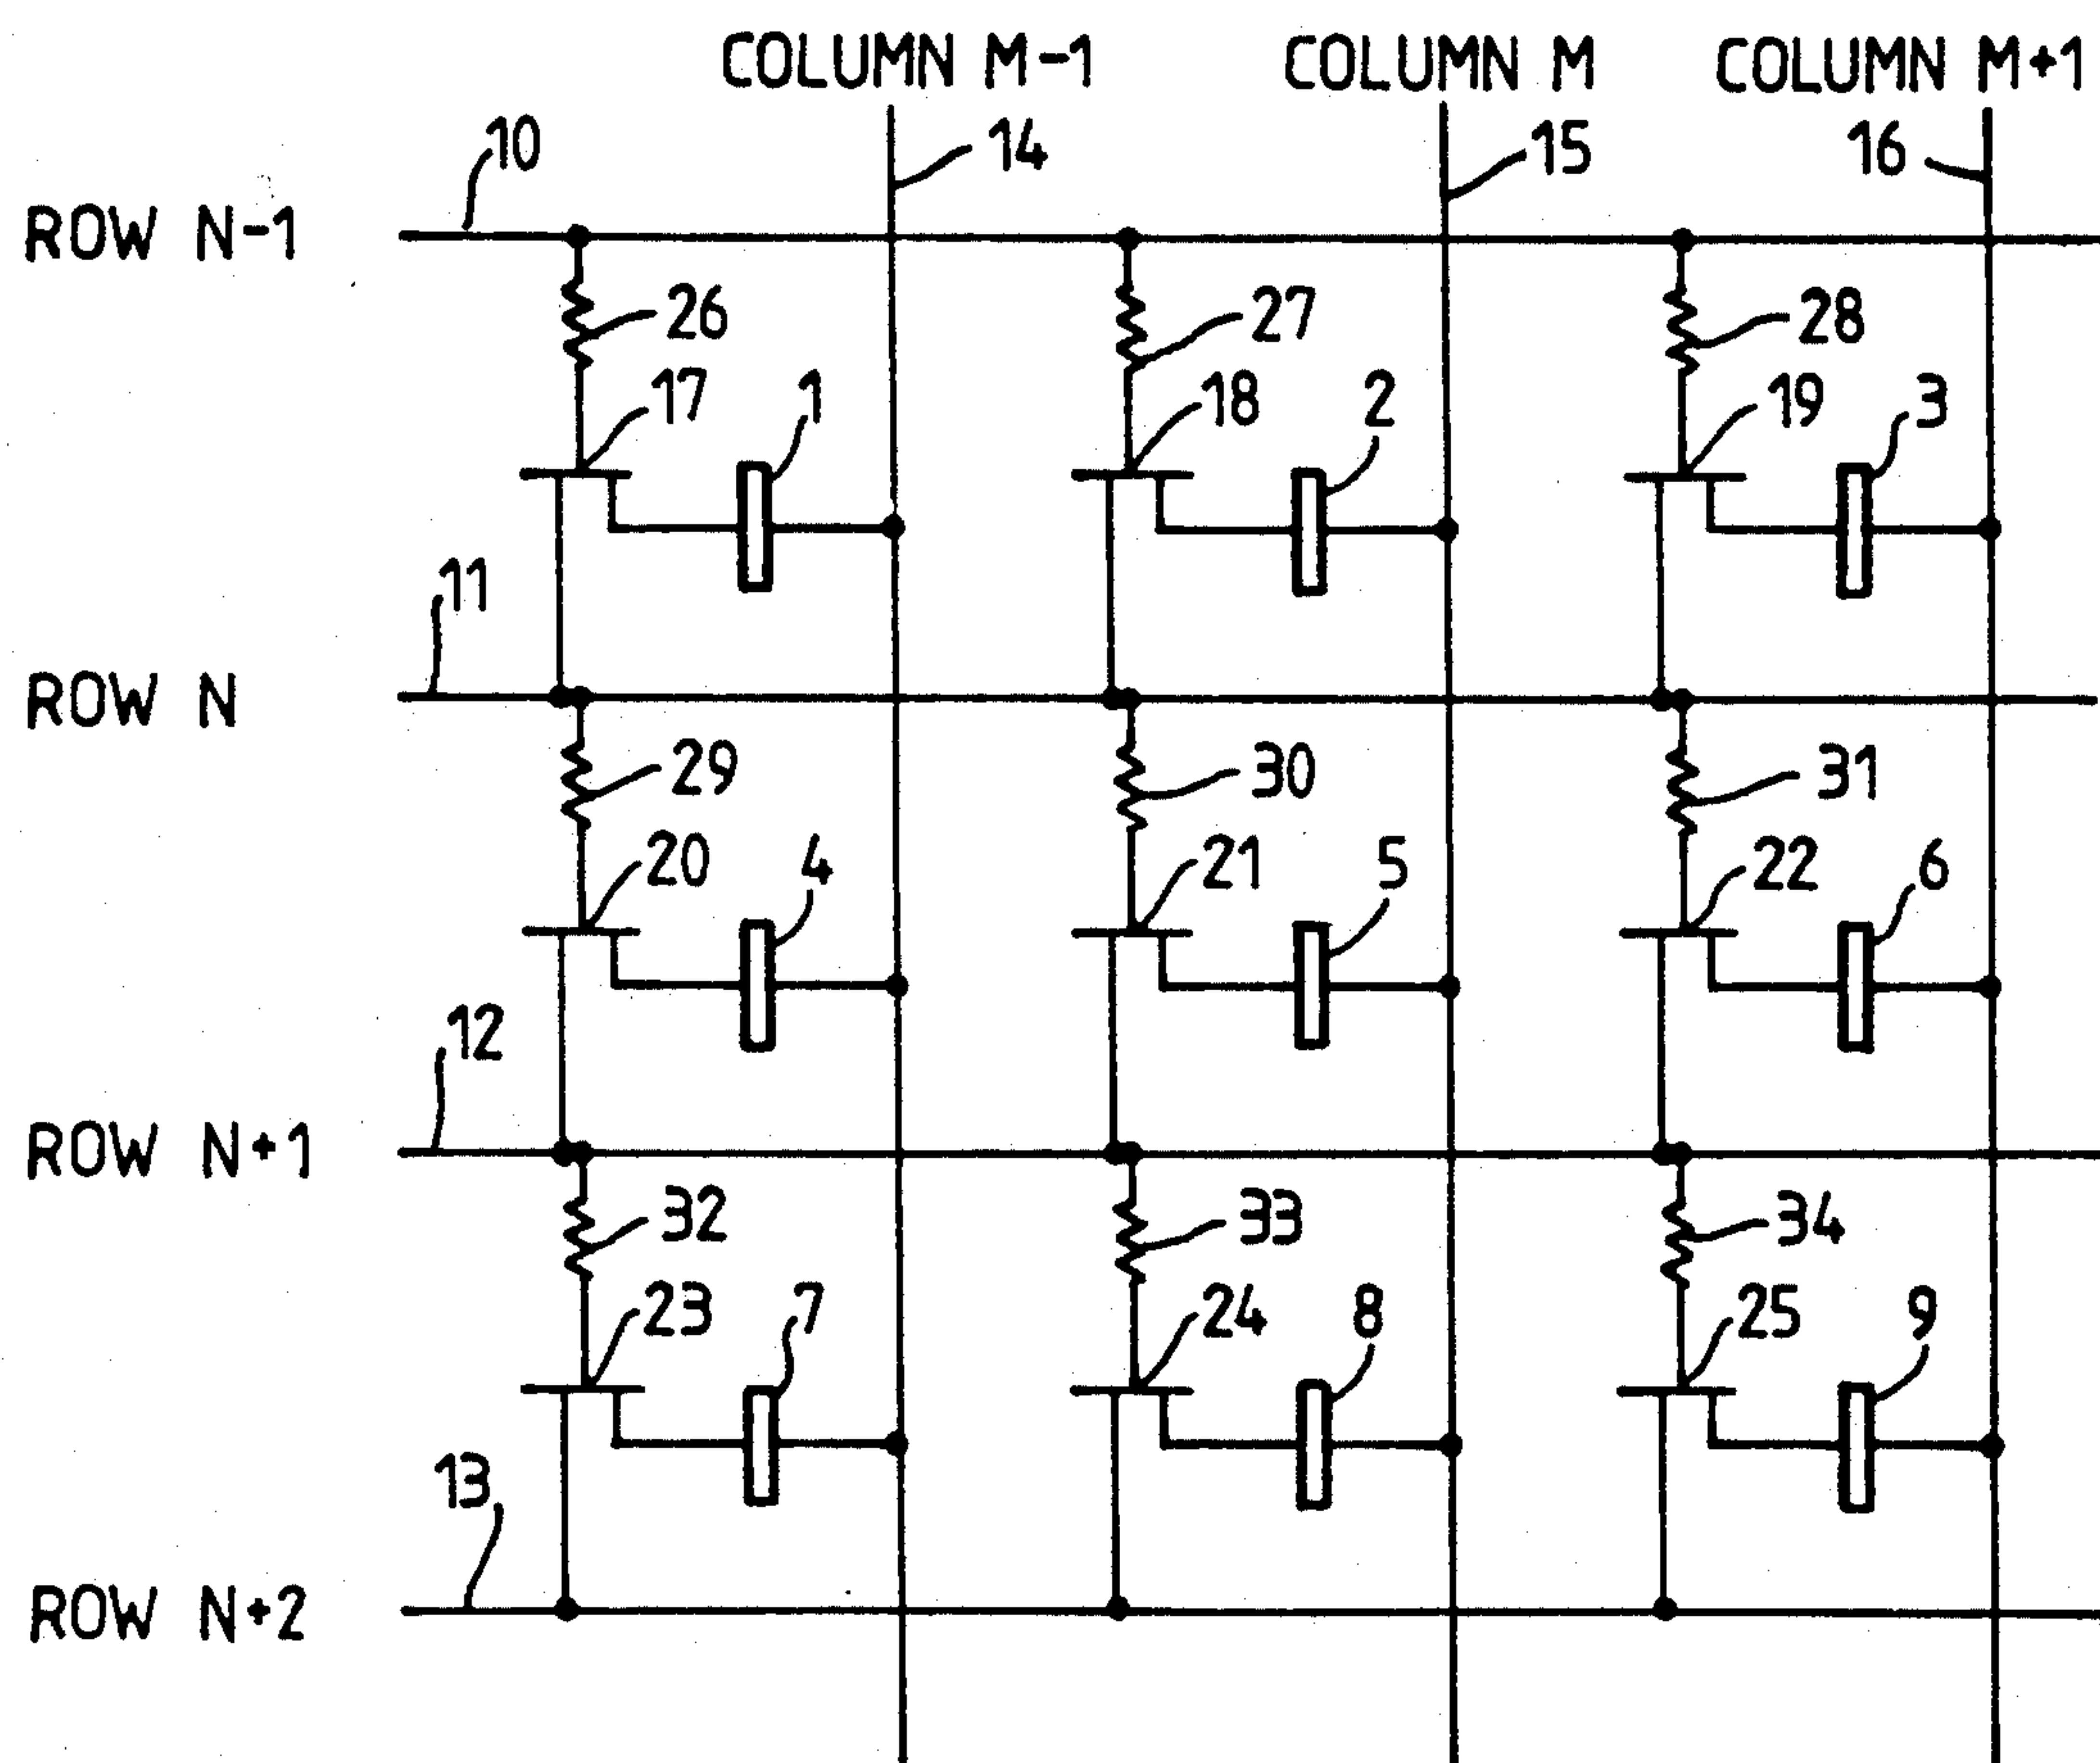 COLUMN M-1 COLUMN M COLUMN M+1
10 14 15 16
ROW N-1
26 27 28
17 1 18 2 19 3
11
ROW N
29 30 31
20 4 21 5 22 6
12
ROW N+1
32 33 34
23 7 24 8 25 9
13
ROW N+2